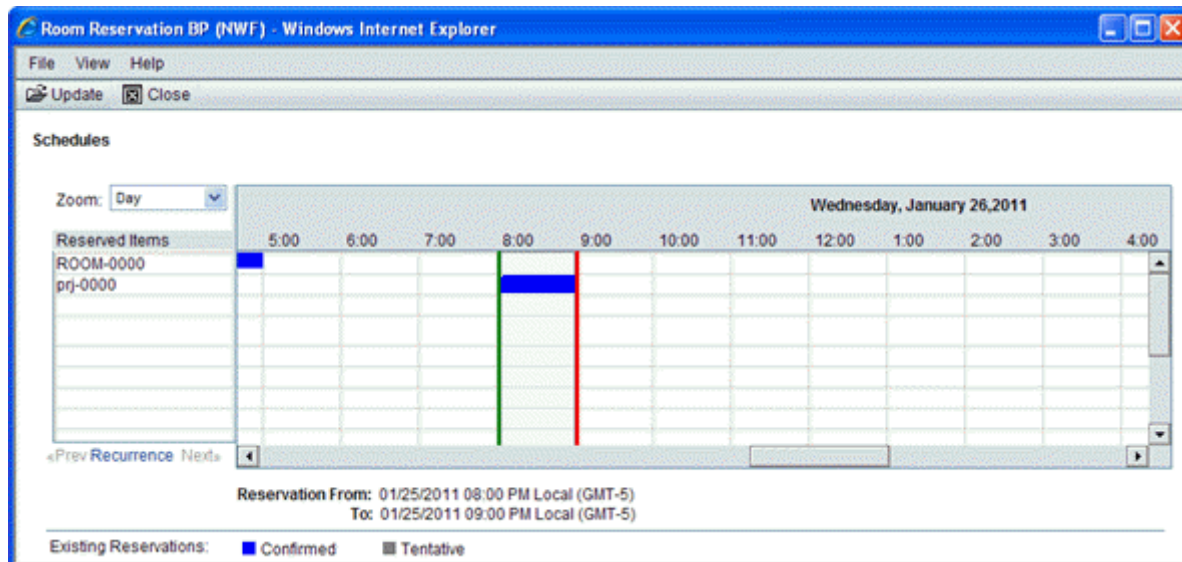 Room Reservation BP (NWF) - Windows Internet Explorer
File View Help
Update Close
Schedules
Zoom: Day
Wednesday, January 26,2011
Reserved Items 5:00 6:00 7:00 8:00 9:00 10:00 11:00 12:00 1:00 2:00 3:00 4:00
ROOM-0000
prj-0000
«Prev Recurrence Next»
Reservation From: 01/25/2011 08:00 PM Local (GMT-5)
To: 01/25/2011 09:00 PM Local (GMT-5)
Existing Reservations: Confirmed Tentative